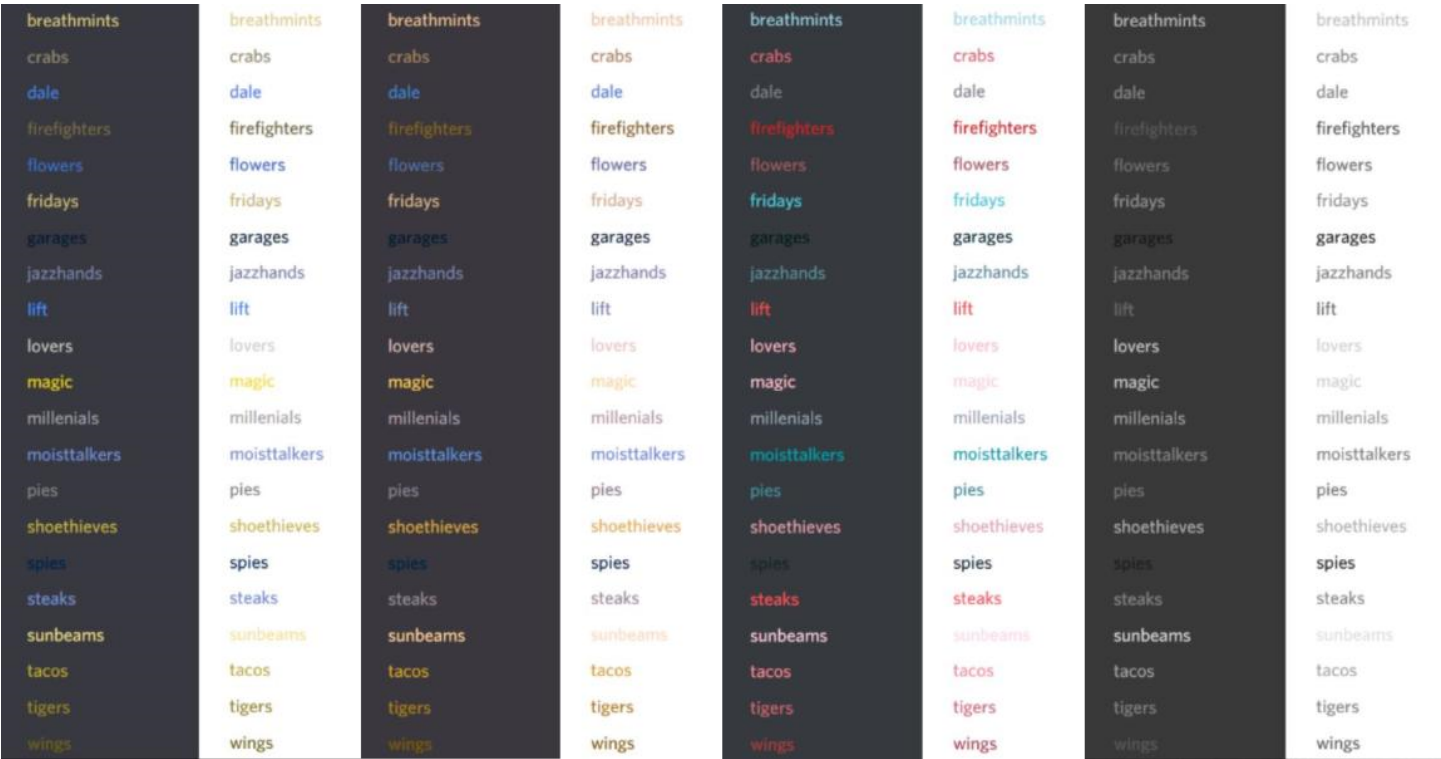 breathmints breathmints breathmints breathmints breathmints breathmints breathmints breathmints
crabs crabs crabs crabs crabs crabs crabs crabs
dale dale dale dale dale dale dale dale
firefighters firefighters firefighters firefighters firefighters firefighters firefighters firefighters
flowers flowers flowers flowers flowers flowers flowers flowers
fridays fridays fridays fridays fridays fridays fridays fridays
garages garages garages garages garages garages garages garages
jazzhands jazzhands jazzhands jazzhands jazzhands jazzhands jazzhands jazzhands
lift lift lift lift lift lift lift lift
lovers lovers lovers lovers lovers lovers lovers lovers
magic magic magic magic magic magic magic magic
millenials millenials millenials millenials millenials millenials millenials millenials
moisttalkers moisttalkers moisttalkers moisttalkers moisttalkers moisttalkers moisttalkers moisttalkers
pies pies pies pies pies pies pies pies
shoethieves shoethieves shoethieves shoethieves shoethieves shoethieves shoethieves shoethieves
spies spies spies spies spies spies spies spies
steaks steaks steaks steaks steaks steaks steaks steaks
sunbeams sunbeams sunbeams sunbeams sunbeams sunbeams sunbeams sunbeams
tacos tacos tacos tacos tacos tacos tacos tacos
tigers tigers tigers tigers tigers tigers tigers tigers
wings wings wings wings wings wings wings wings